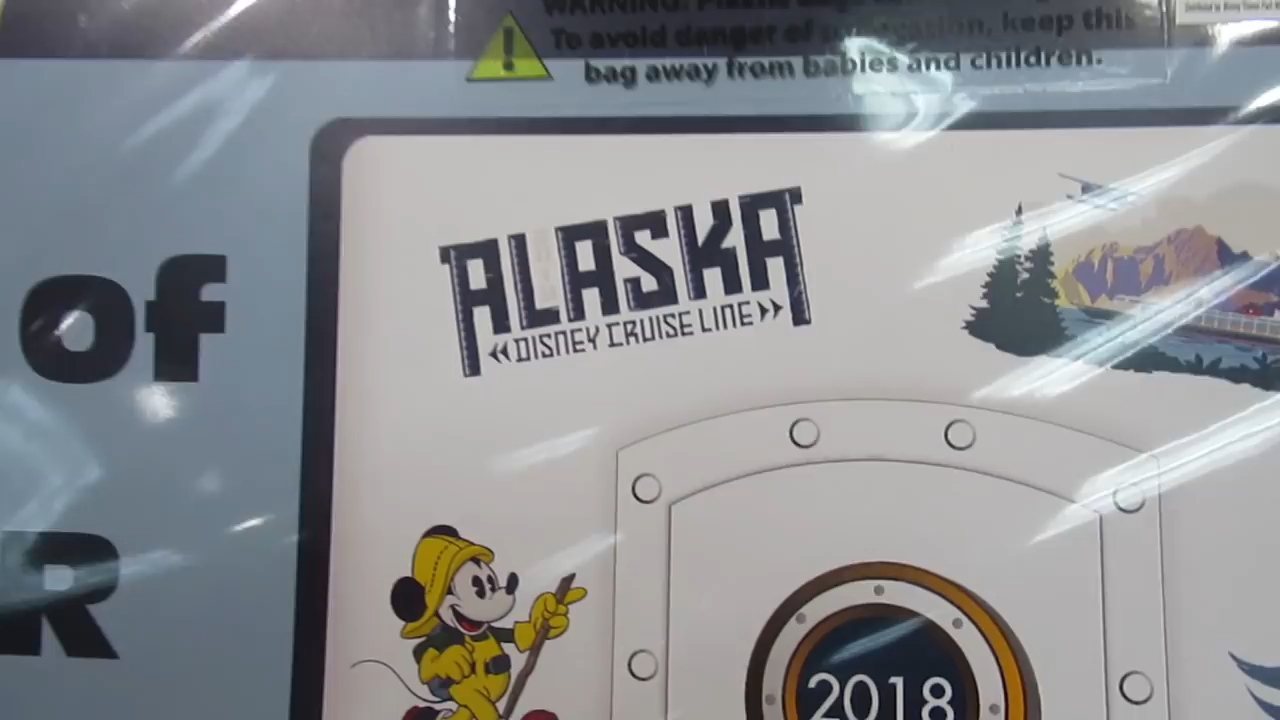 WARNING: Plastic
To avoid danger of suffocation, keep this
bag away from babies and children.
of
R
ALASKA
DISNEY CRUISE LINE
2018